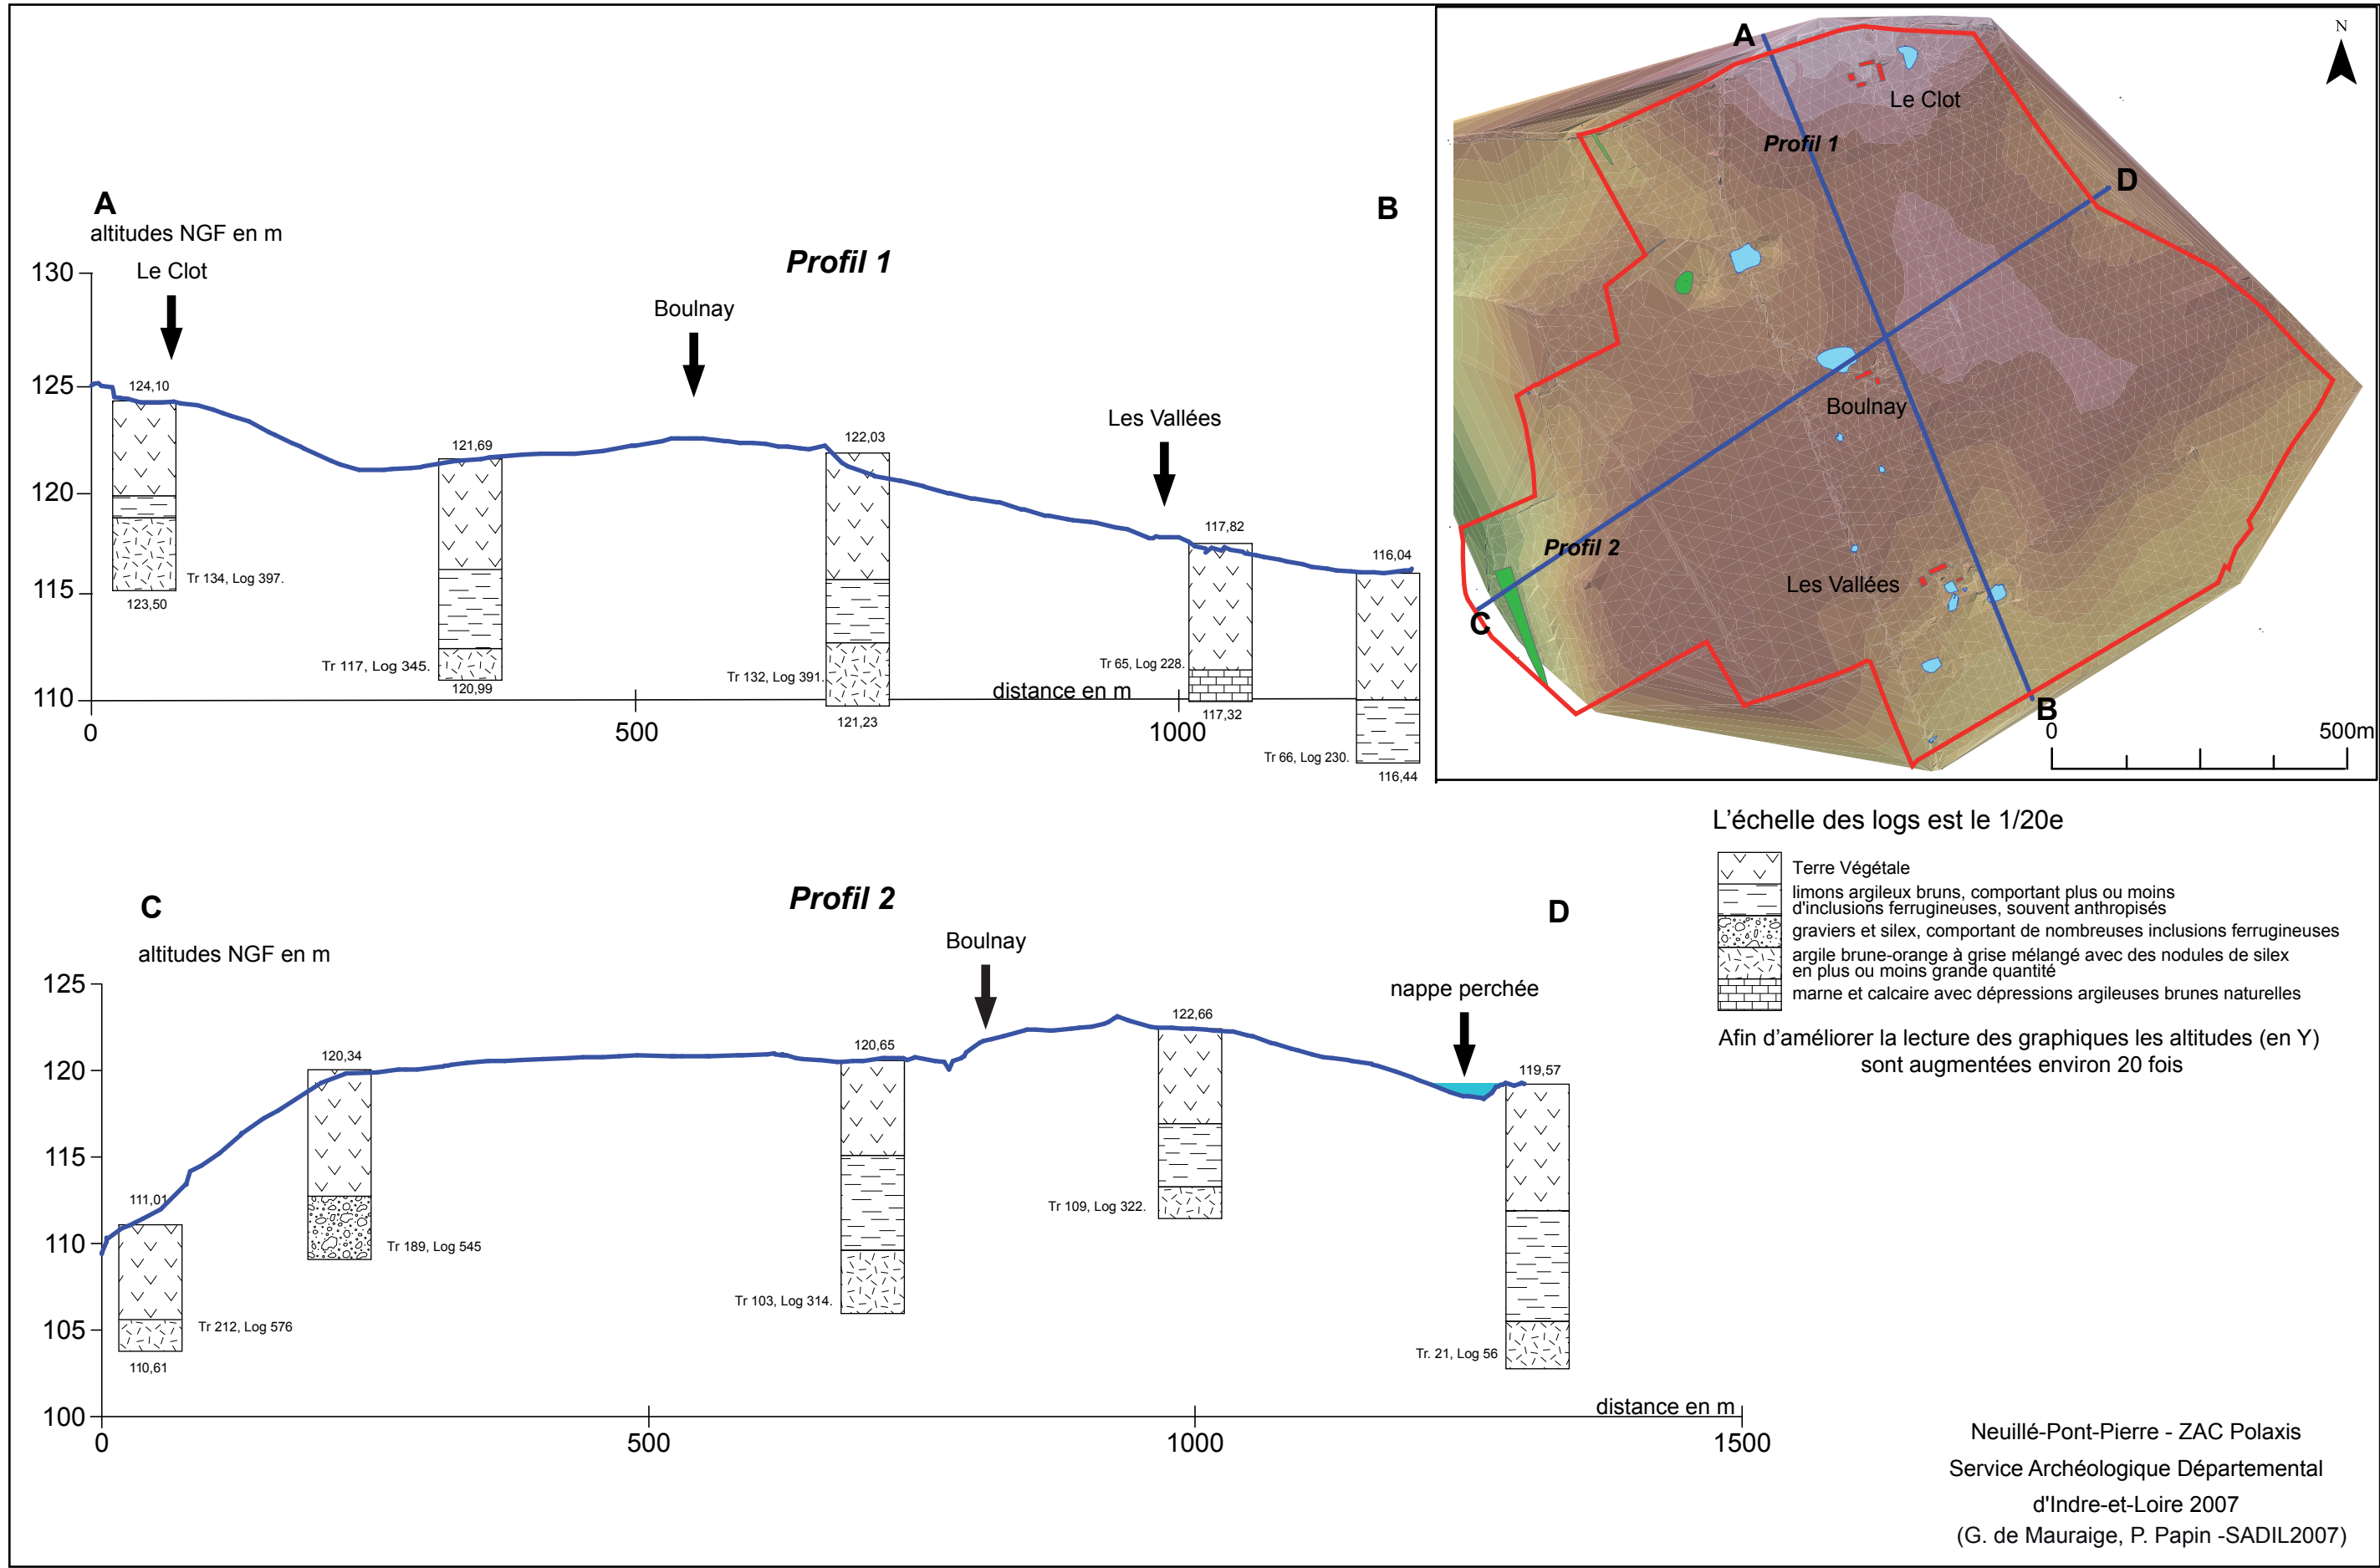 A
altitudes NGF en m
Le Clot
Profil 1
B
130
125
120
115
110
Boulnay
Les Vallées
124,10
121,69
122,03
117,82
116,04
Tr 134, Log 397.
123,50
Tr 117, Log 345.
120,99
Tr 132, Log 391.
121,23
distance en m
Tr 65, Log 228.
117,32
Tr 66, Log 230.
116,44
0
500
1000
A
N
Le Clot
Profil 1
D
Boulnay
Profil 2
Les Vallées
C
B
0
500m
L'échelle des logs est le 1/20e
Terre Végétale
limons argileux bruns, comportant plus ou moins
d'inclusions ferrugineuses, souvent anthropisés
graviers et silex, comportant de nombreuses inclusions ferrugineuses
argile brune-orange à grise mélangé avec des nodules de silex
en plus ou moins grande quantité
marne et calcaire avec dépressions argileuses brunes naturelles
Afin d'améliorer la lecture des graphiques les altitudes (en Y)
sont augmentées environ 20 fois
C
altitudes NGF en m
Profil 2
D
Boulnay
nappe perchée
125
120
115
110
105
100
111,01
120,34
120,65
122,66
119,57
Tr 212, Log 576
110,61
Tr 189, Log 545
Tr 103, Log 314.
Tr 109, Log 322.
Tr. 21, Log 56
distance en m
0
500
1000
1500
Neuillé-Pont-Pierre - ZAC Polaxis
Service Archéologique Départemental
d'Indre-et-Loire 2007
(G. de Mauraige, P. Papin -SADIL2007)